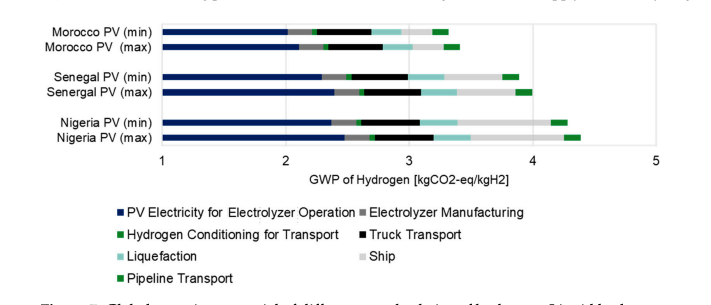 Morocco PV (min)
Morocco PV (max)
Senegal PV (min)
Senergal PV (max)
Nigeria PV (min)
Nigeria PV (max)
1 2 3 4 5
GWP of Hydrogen [kgCO2-eq/kgH2]
PV Electricity for Electrolyzer Operation Electrolyzer Manufacturing
Hydrogen Conditioning for Transport Truck Transport
Liquefaction Ship
Pipeline Transport